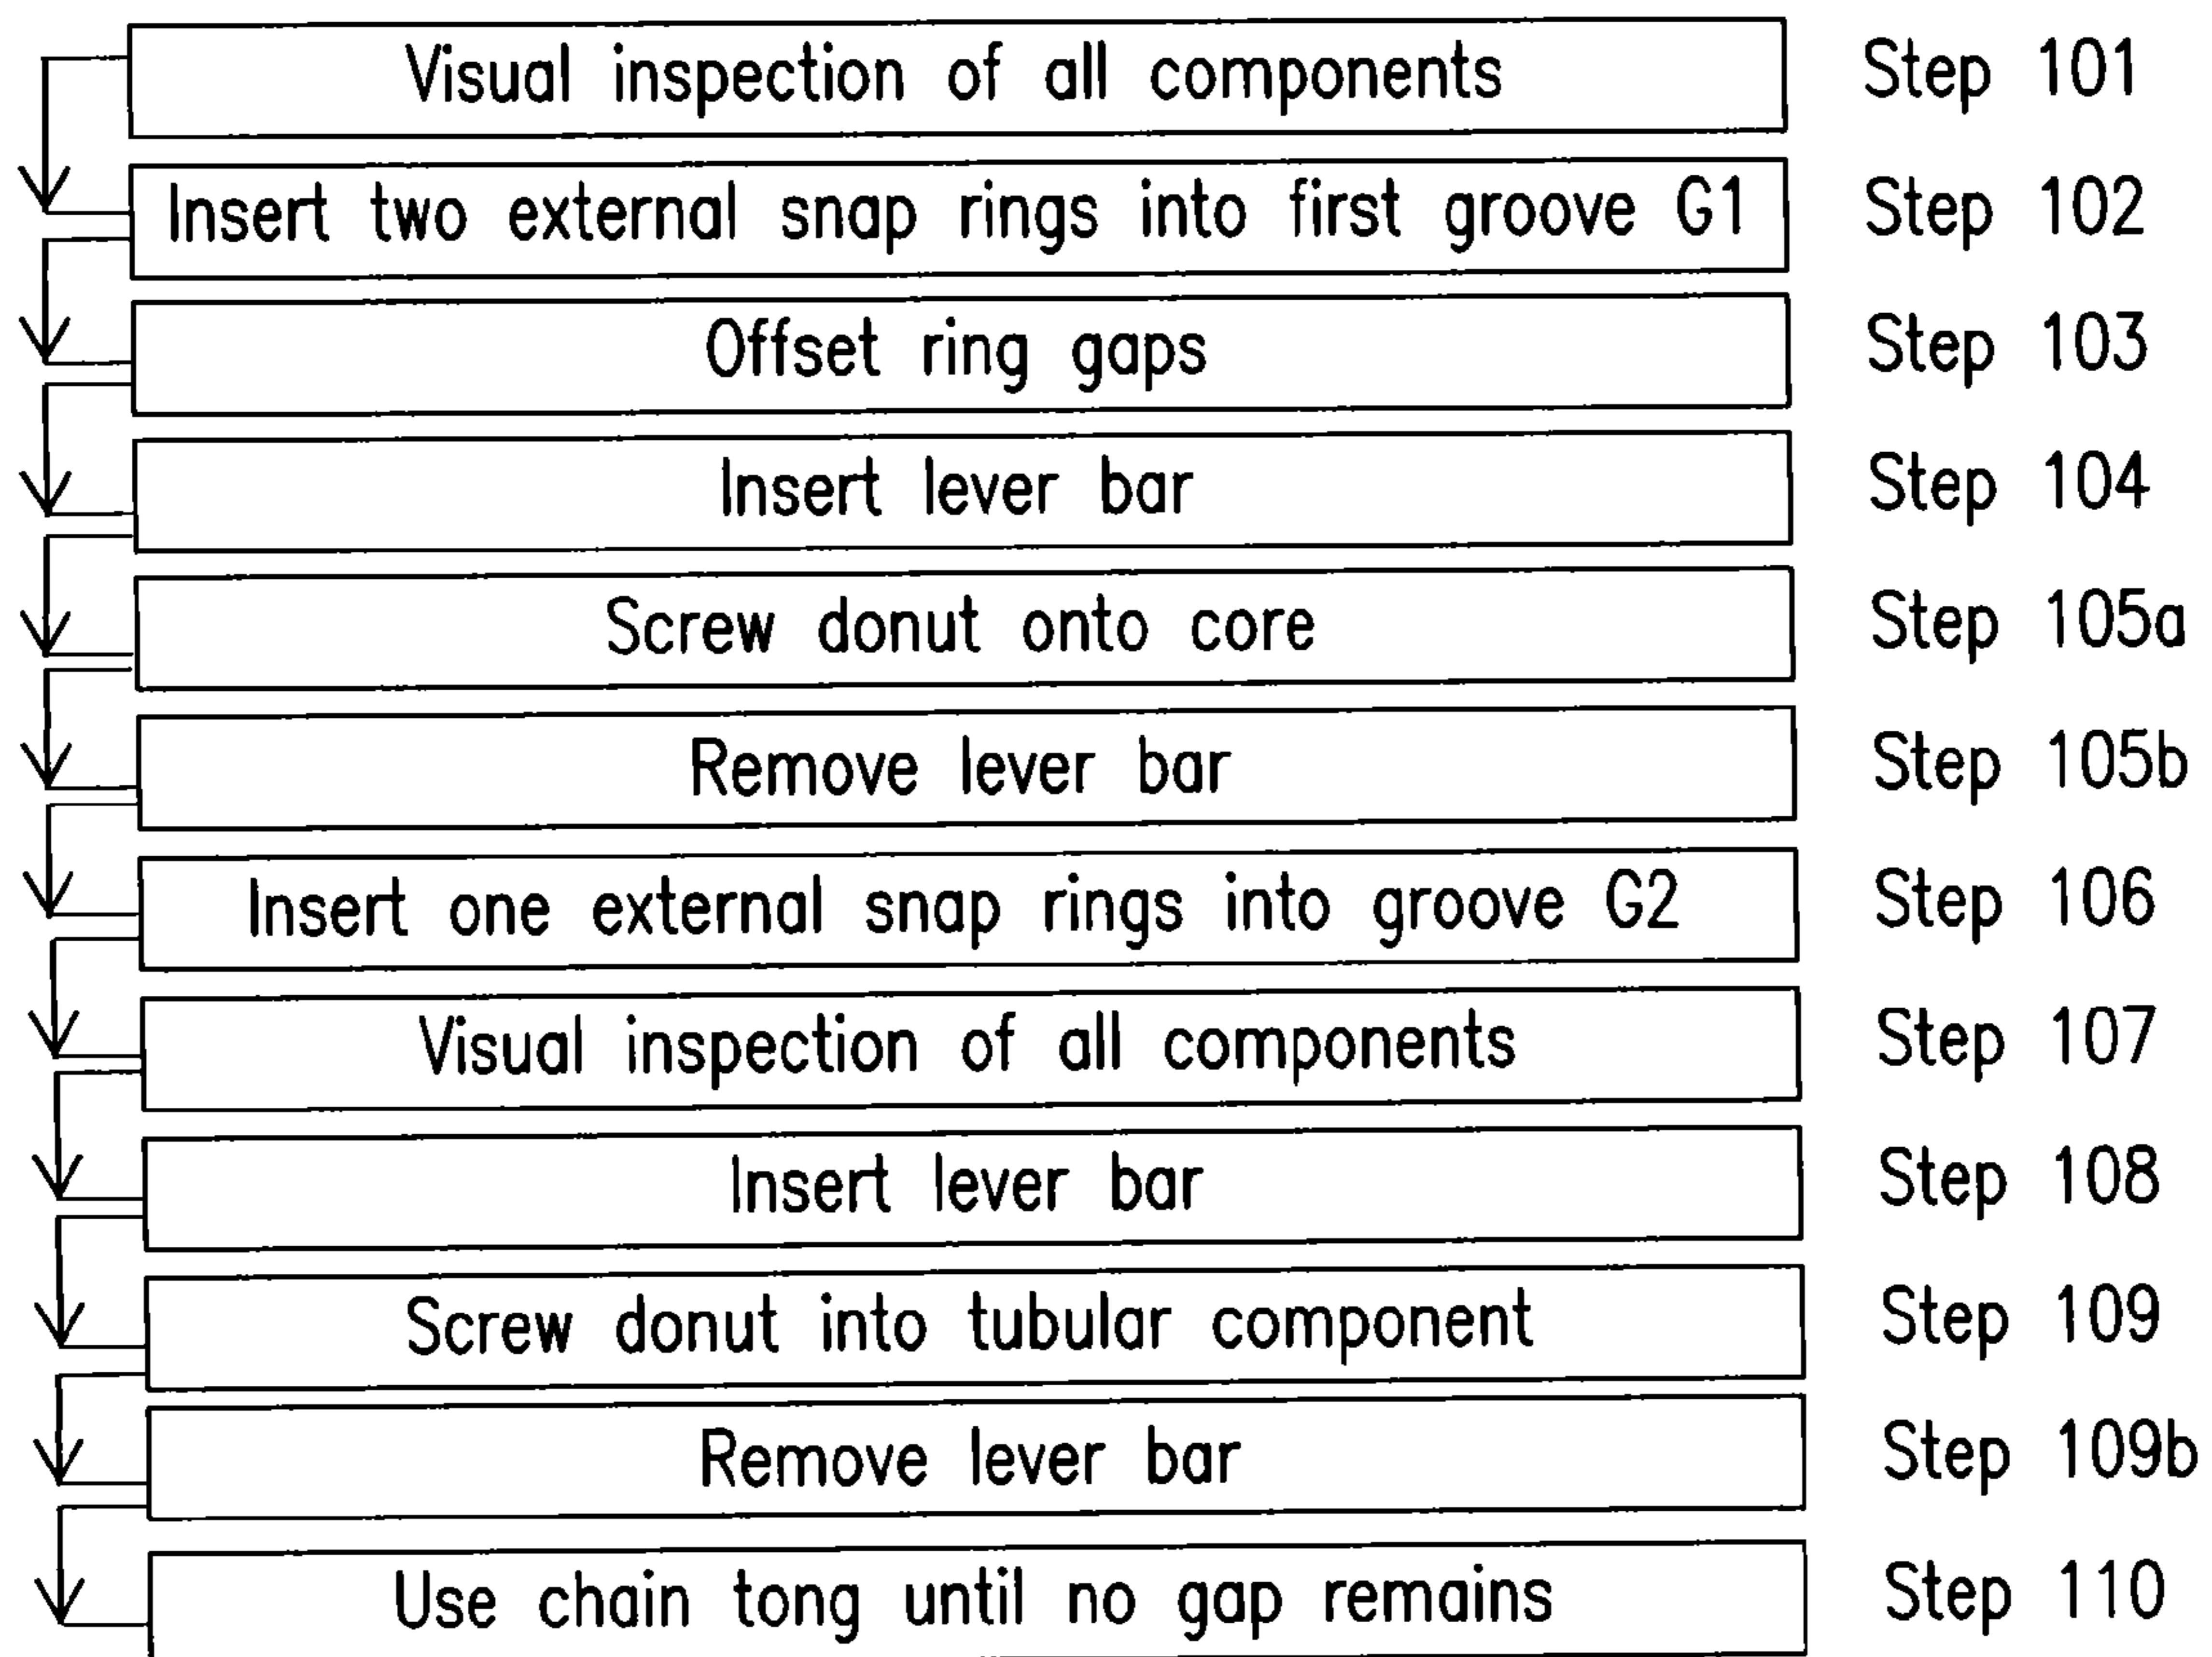 Visual inspection of all components Step 101
Insert two external snap rings into first groove G1 Step 102
Offset ring gaps Step 103
Insert lever bar Step 104
Screw donut onto core Step 105a
Remove lever bar Step 105b
Insert one external snap rings into groove G2 Step 106
Visual inspection of all components Step 107
Insert lever bar Step 108
Screw donut into tubular component Step 109
Remove lever bar Step 109b
Use chain tong until no gap remains Step 110